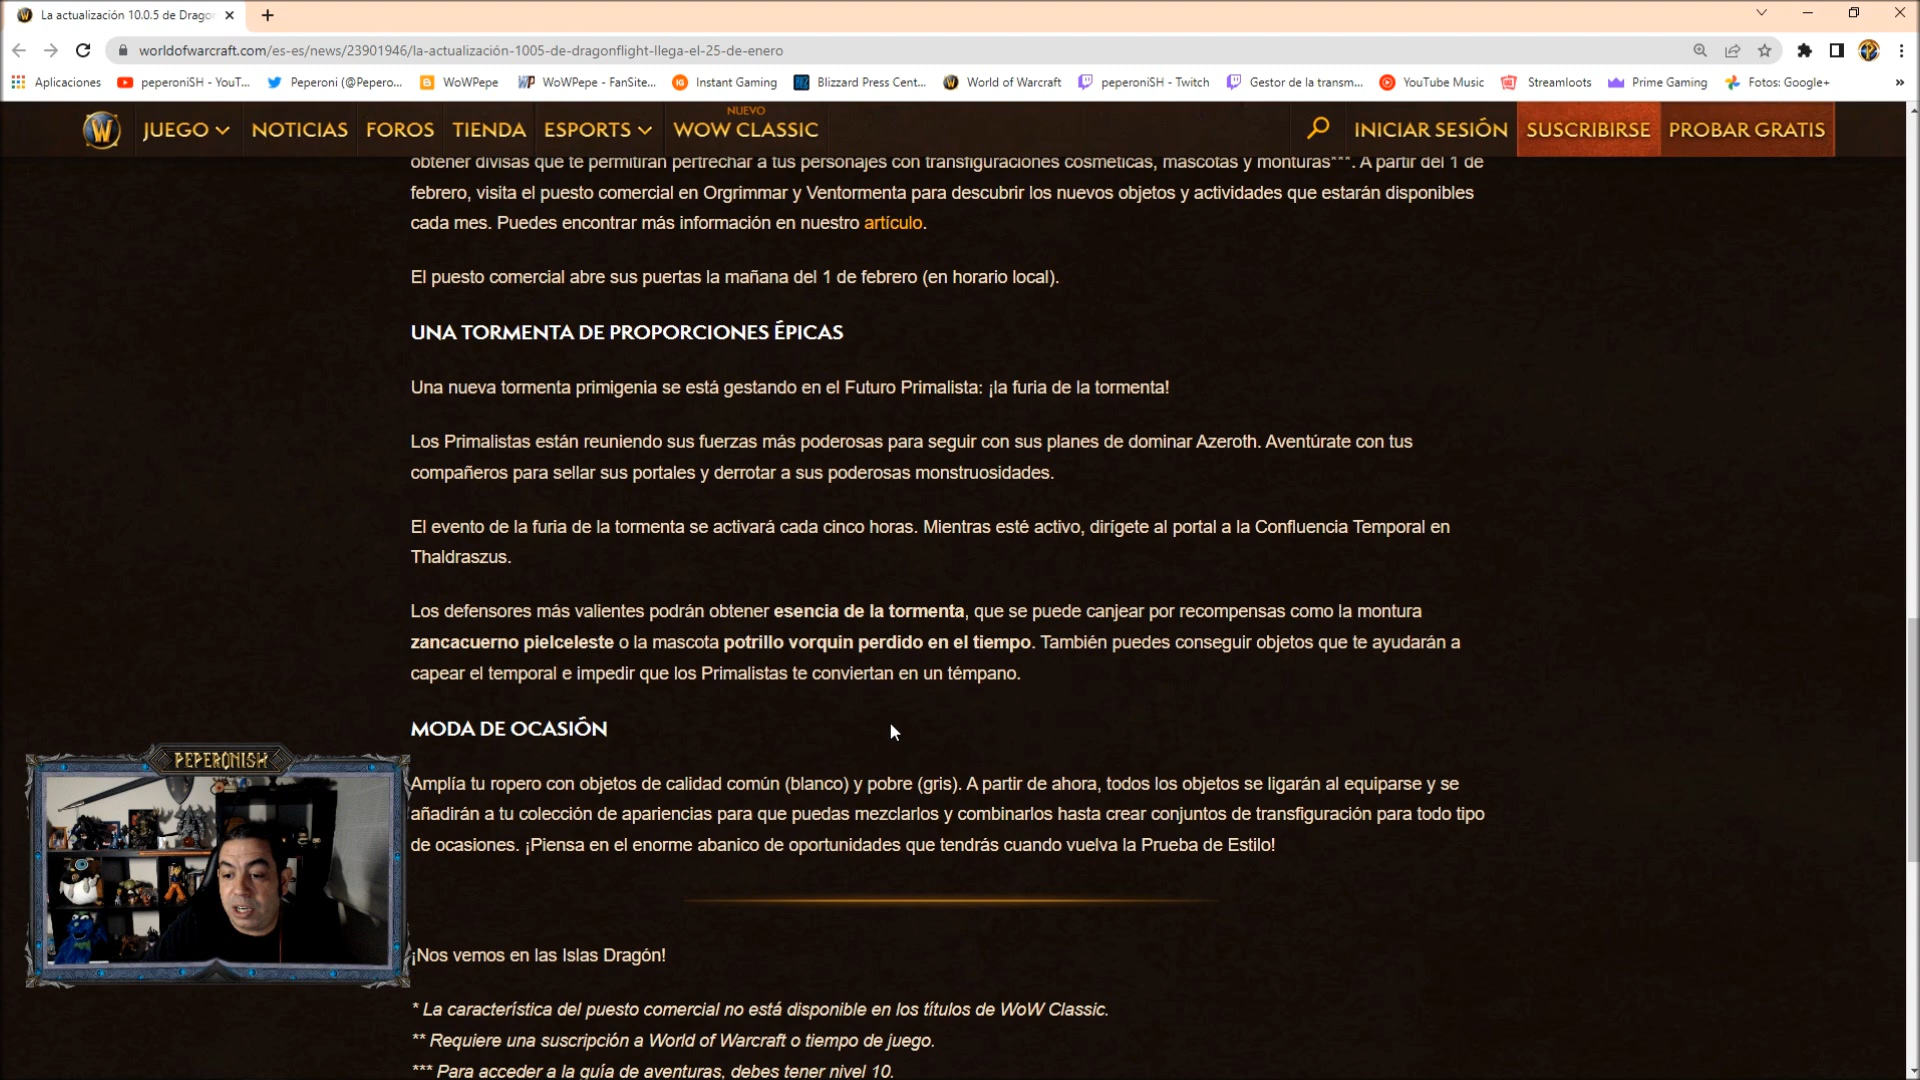 La actualización 10.0.5 de Drago
worldofwarcraft.com/es-es/news/23901946/la-actualización-1005-de-dragonflight-llega-el-25-de-enero
Aplicaciones
peperoniSH - YouT...
Peperoni (@Pepero...
WoWPepe
WoWPepe - FanSite...
Instant Gaming
Blizzard Press Cent...
World of Warcraft
peperoniSH - Twitch
Gestor de la transm...
YouTube Music
Streamloots
Prime Gaming
Fotos: Google+
»
JUEGO
NOTICIAS
FOROS
TIENDA
ESPORTS
NUEVO
WOW CLASSIC
INICIAR SESIÓN
SUSCRIBIRSE
PROBAR GRATIS
obtener divisas que te permitirán pertrechar a tus personajes con transfiguraciones cosméticas, mascotas y monturas***. A partir del 1 de
febrero, visita el puesto comercial en Orgrimmar y Ventormenta para descubrir los nuevos objetos y actividades que estarán disponibles
cada mes. Puedes encontrar más información en nuestro artículo.
El puesto comercial abre sus puertas la mañana del 1 de febrero (en horario local).
UNA TORMENTA DE PROPORCIONES ÉPICAS
Una nueva tormenta primigenia se está gestando en el Futuro Primalista: ¡la furia de la tormenta!
Los Primalistas están reuniendo sus fuerzas más poderosas para seguir con sus planes de dominar Azeroth. Aventúrate con tus
compañeros para sellar sus portales y derrotar a sus poderosas monstruosidades.
El evento de la furia de la tormenta se activará cada cinco horas. Mientras esté activo, dirígete al portal a la Confluencia Temporal en
Thaldraszus.
Los defensores más valientes podrán obtener esencia de la tormenta, que se puede canjear por recompensas como la montura
zancacuerno pielceleste o la mascota potrillo vorquin perdido en el tiempo. También puedes conseguir objetos que te ayudarán a
capear el temporal e impedir que los Primalistas te conviertan en un témpano.
MODA DE OCASIÓN
Amplía tu ropero con objetos de calidad común (blanco) y pobre (gris). A partir de ahora, todos los objetos se ligarán al equiparse y se
añadirán a tu colección de apariencias para que puedas mezclarlos y combinarlos hasta crear conjuntos de transfiguración para todo tipo
de ocasiones. ¡Piensa en el enorme abanico de oportunidades que tendrás cuando vuelva la Prueba de Estilo!
PEPERONISH
¡Nos vemos en las Islas Dragón!
* La característica del puesto comercial no está disponible en los títulos de WoW Classic.
** Requiere una suscripción a World of Warcraft o tiempo de juego.
*** Para acceder a la guía de aventuras, debes tener nivel 10.